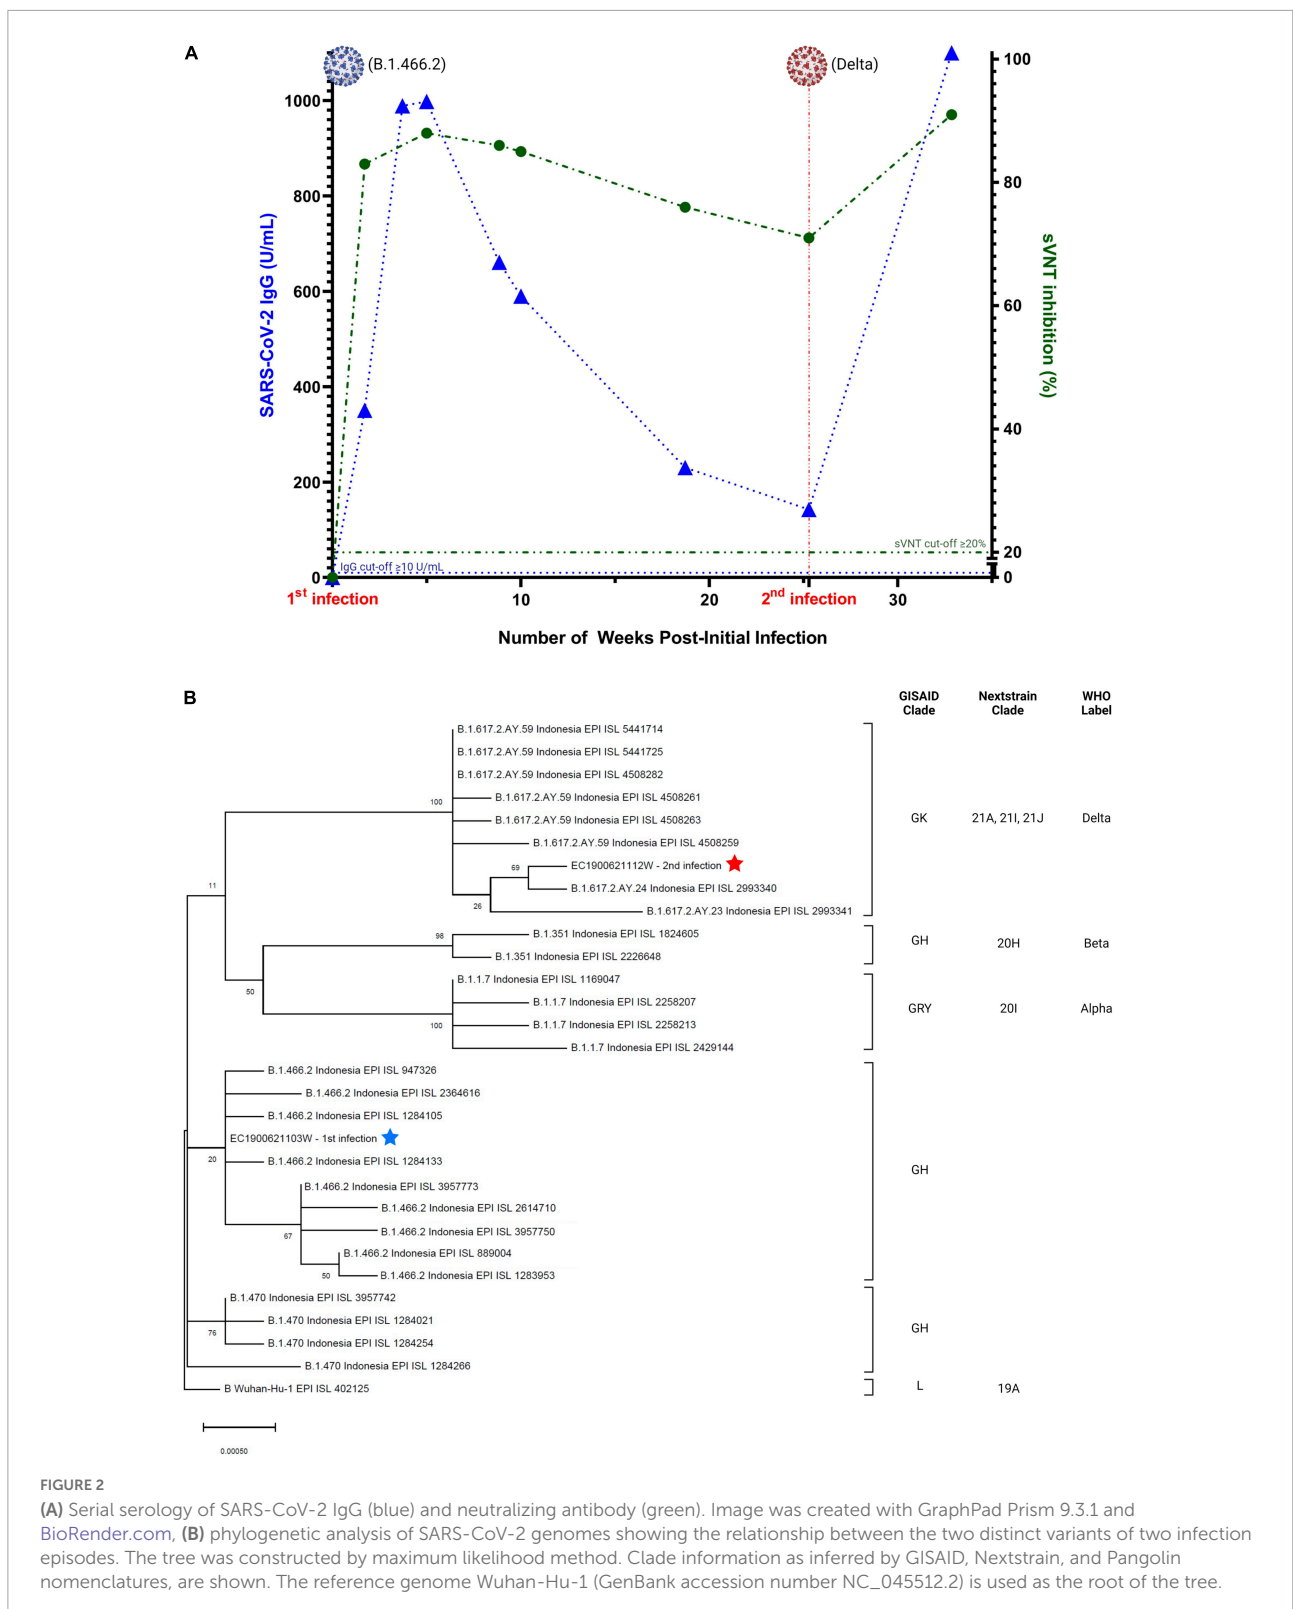 A
(B.1.466.2)
(Delta)
1000
800
600
400
200
0
SARS-CoV-2 IgG (U/mL)
100
80
60
40
20
0
sVNT inhibition (%)
sVNT cut-off ≥20%
IgG cut-off ≥10 U/mL
1st infection
10
20
2nd infection
30
Number of Weeks Post-Initial Infection
B
GISAID Clade
Nextstrain Clade
WHO Label
B.1.617.2.AY.59 Indonesia EPI ISL 5441714
B.1.617.2.AY.59 Indonesia EPI ISL 5441725
B.1.617.2.AY.59 Indonesia EPI ISL 4508282
B.1.617.2.AY.59 Indonesia EPI ISL 4508261
100
B.1.617.2.AY.59 Indonesia EPI ISL 4508263
GK
21A, 21I, 21J
Delta
B.1.617.2.AY.59 Indonesia EPI ISL 4508259
69
EC1900621112W - 2nd infection
B.1.617.2.AY.24 Indonesia EPI ISL 2993340
11
26
B.1.617.2.AY.23 Indonesia EPI ISL 2993341
98
B.1.351 Indonesia EPI ISL 1824605
GH
20H
Beta
B.1.351 Indonesia EPI ISL 2226648
50
B.1.1.7 Indonesia EPI ISL 1169047
B.1.1.7 Indonesia EPI ISL 2258207
GRY
20I
Alpha
100
B.1.1.7 Indonesia EPI ISL 2258213
B.1.1.7 Indonesia EPI ISL 2429144
B.1.466.2 Indonesia EPI ISL 947326
B.1.466.2 Indonesia EPI ISL 2364616
B.1.466.2 Indonesia EPI ISL 1284105
EC1900621103W - 1st infection
20
B.1.466.2 Indonesia EPI ISL 1284133
GH
B.1.466.2 Indonesia EPI ISL 3957773
B.1.466.2 Indonesia EPI ISL 2614710
67
B.1.466.2 Indonesia EPI ISL 3957750
B.1.466.2 Indonesia EPI ISL 889004
50
B.1.466.2 Indonesia EPI ISL 1283953
B.1.470 Indonesia EPI ISL 3957742
B.1.470 Indonesia EPI ISL 1284021
GH
76
B.1.470 Indonesia EPI ISL 1284254
B.1.470 Indonesia EPI ISL 1284266
B Wuhan-Hu-1 EPI ISL 402125
L
19A
0.00050
FIGURE 2
(A) Serial serology of SARS-CoV-2 IgG (blue) and neutralizing antibody (green). Image was created with GraphPad Prism 9.3.1 and
BioRender.com, (B) phylogenetic analysis of SARS-CoV-2 genomes showing the relationship between the two distinct variants of two infection
episodes. The tree was constructed by maximum likelihood method. Clade information as inferred by GISAID, Nextstrain, and Pangolin
nomenclatures, are shown. The reference genome Wuhan-Hu-1 (GenBank accession number NC_045512.2) is used as the root of the tree.